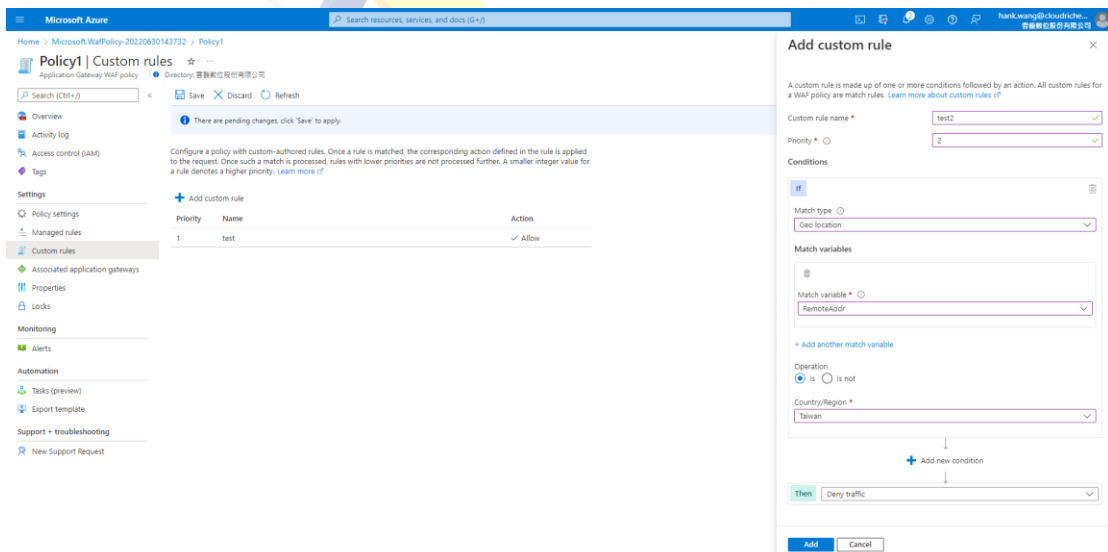 Microsoft Azure
Search resources, services, and docs (G+/)
2
hank.wang@cloudriche...
Home > Microsoft.WafPolicy-20220630143732 > Policy1
Policy1 | Custom rules
Application Gateway WAF policy
Search (Ctrl+/)
Overview
Activity log
Access control (IAM)
Tags
Settings
Policy settings
Managed rules
Custom rules
Associated application gateways
Properties
Locks
Monitoring
Alerts
Automation
Tasks (preview)
Export template
Support + troubleshooting
New Support Request
Save Discard Refresh
There are pending changes, click 'Save' to apply.
Configure a policy with custom-authored rules. Once a rule is matched, the corresponding action defined in the rule is applied
to the request. Once such a match is processed, rules with lower priorities are not processed further. A smaller integer value for
a rule denotes a higher priority. Learn more
Add custom rule
Priority Name Action
1 test Allow
Add custom rule
A custom rule is made up of one or more conditions followed by an action. All custom rules for
a WAF policy are match rules. Learn more about custom rules
Custom rule name * test2
Priority * 2
Conditions
If
Match type
Geo location
Match variables
Match variable *
RemoteAddr
+ Add another match variable
Operation
Is Is not
Country/Region *
Taiwan
Add new condition
Then Deny traffic
Add Cancel